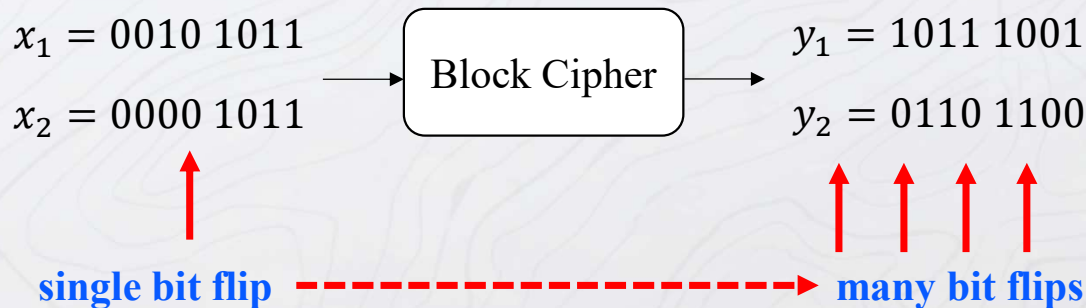 x₁ = 0010 1011
Block Cipher
y₁ = 1011 1001
x₂ = 0000 1011
y₂ = 0110 1100
single bit flip
many bit flips